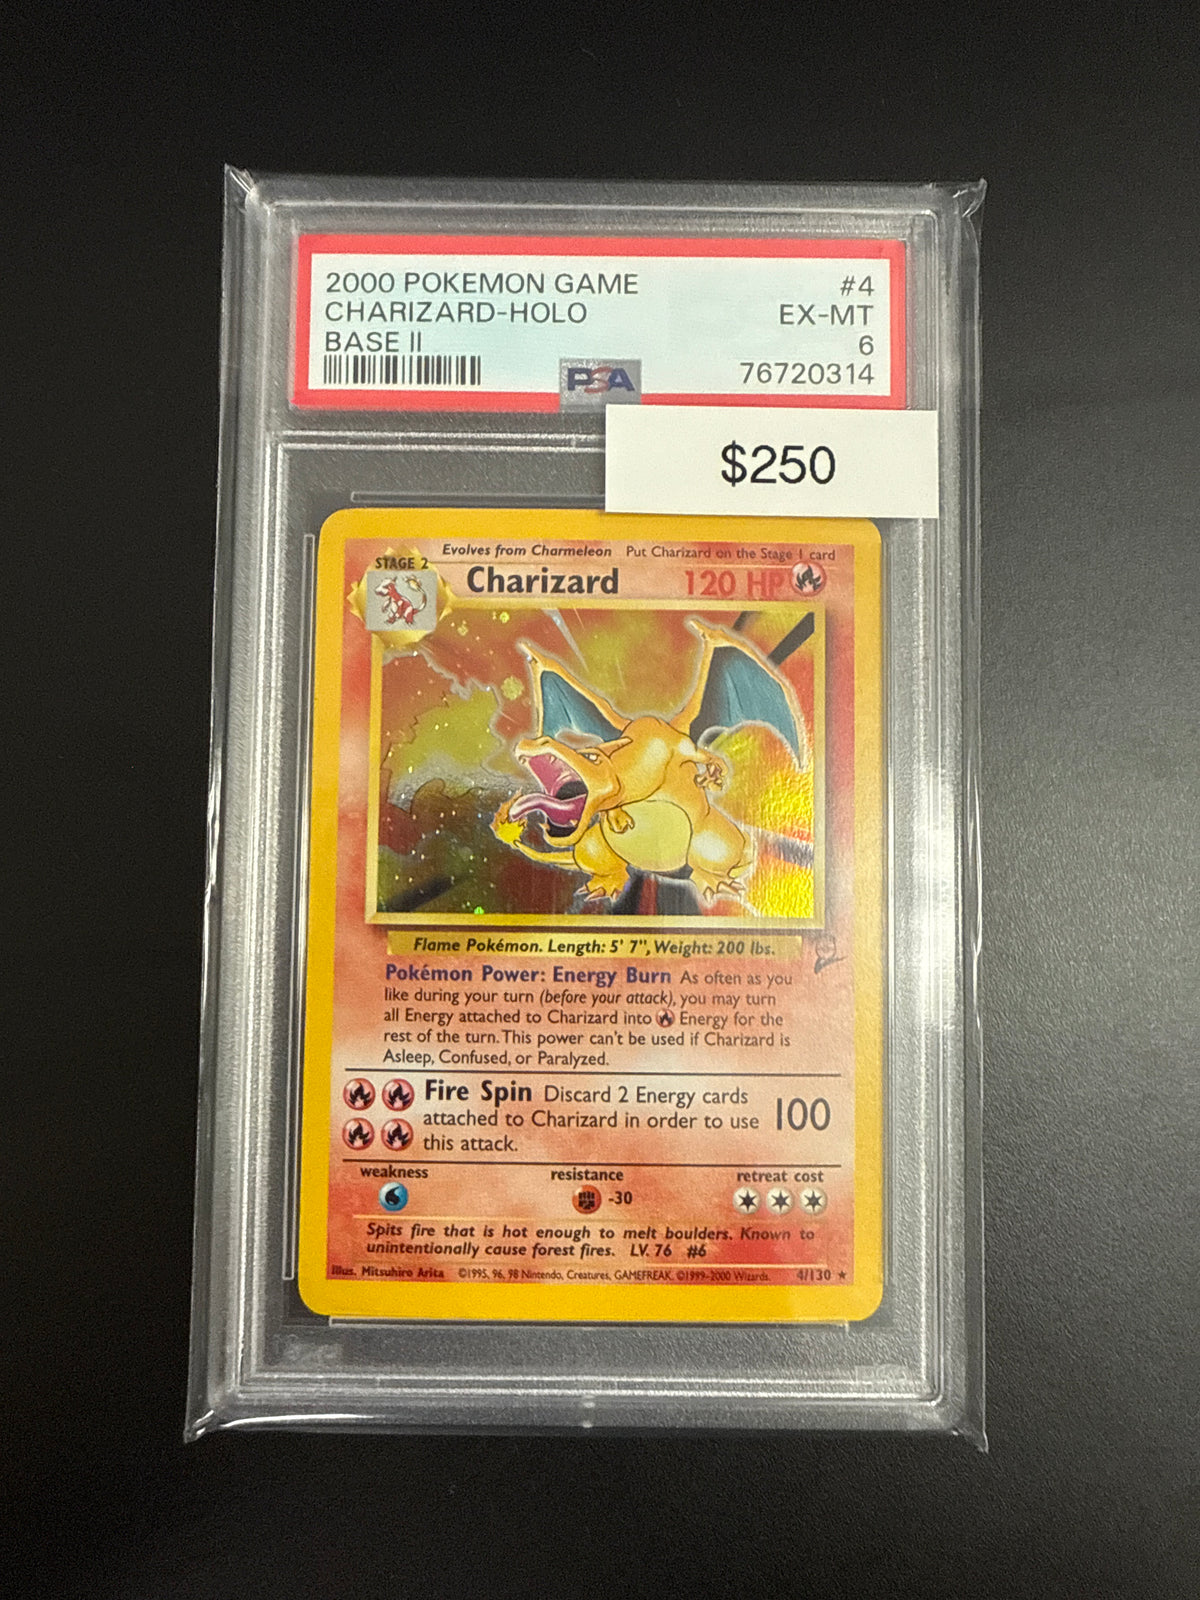 2000 POKEMON GAME #4
CHARIZARD-HOLO EX-MT
BASE II 6
PSA 76720314
$250
Evolves from Charmeleon Put Charizard on the Stage 1 card
STAGE 2
Charizard 120 HP
Flame Pokémon. Length: 5' 7", Weight: 200 lbs.
Pokémon Power: Energy Burn As often as you
like during your turn (before your attack), you may turn
all Energy attached to Charizard into Energy for the
rest of the turn. This power can't be used if Charizard is
Asleep, Confused, or Paralyzed.
Fire Spin Discard 2 Energy cards
attached to Charizard in order to use 100
this attack.
weakness resistance retreat cost
-30
Spits fire that is hot enough to melt boulders. Known to
unintentionally cause forest fires. LV. 76 #6
Illus. Mitsuhiro Arita ©1995, 96, 98 Nintendo, Creatures, GAMEFREAK. ©1999-2000 Wizards. 4/130 ★